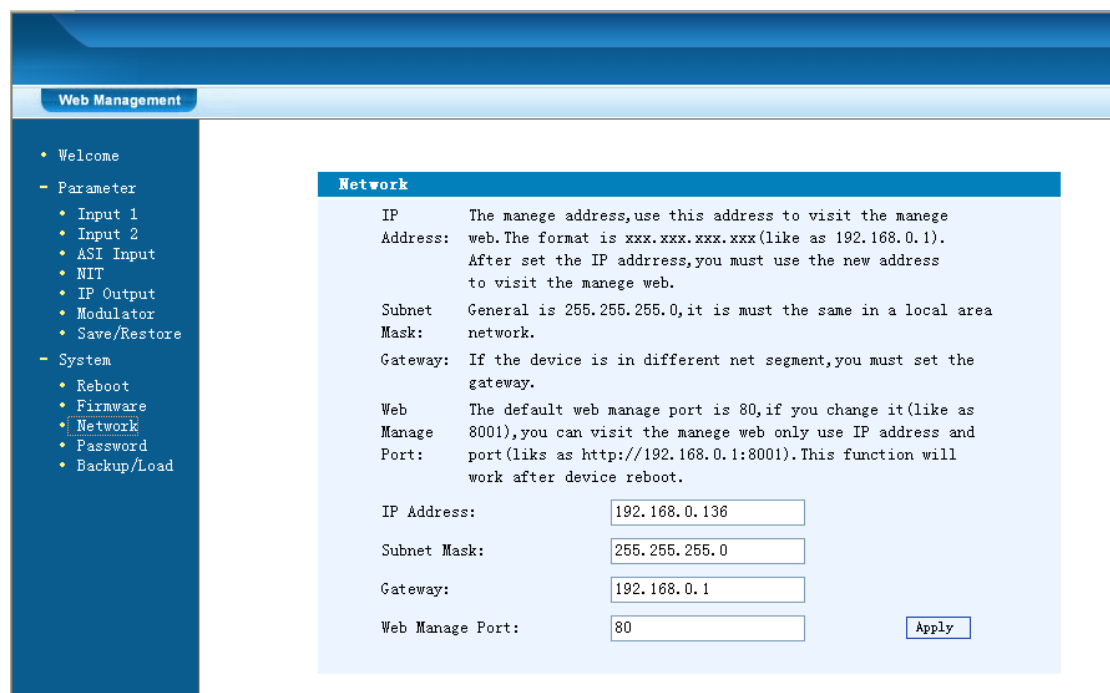 Web Management
Welcome
Parameter
Input 1
Input 2
ASI Input
NIT
IP Output
Modulator
Save/Restore
System
Reboot
Firmware
Network
Password
Backup/Load
Network
IP Address: The manege address,use this address to visit the manege
web.The format is xxx.xxx.xxx.xxx(like as 192.168.0.1).
After set the IP addrress,you must use the new address
to visit the manege web.
Subnet Mask: General is 255.255.255.0,it is must the same in a local area
network.
Gateway: If the device is in different net segment,you must set the
gateway.
Web Manage Port: The default web manage port is 80,if you change it(like as
8001),you can visit the manege web only use IP address and
port(liks as http://192.168.0.1:8001).This function will
work after device reboot.
IP Address: 192.168.0.136
Subnet Mask: 255.255.255.0
Gateway: 192.168.0.1
Web Manage Port: 80 Apply